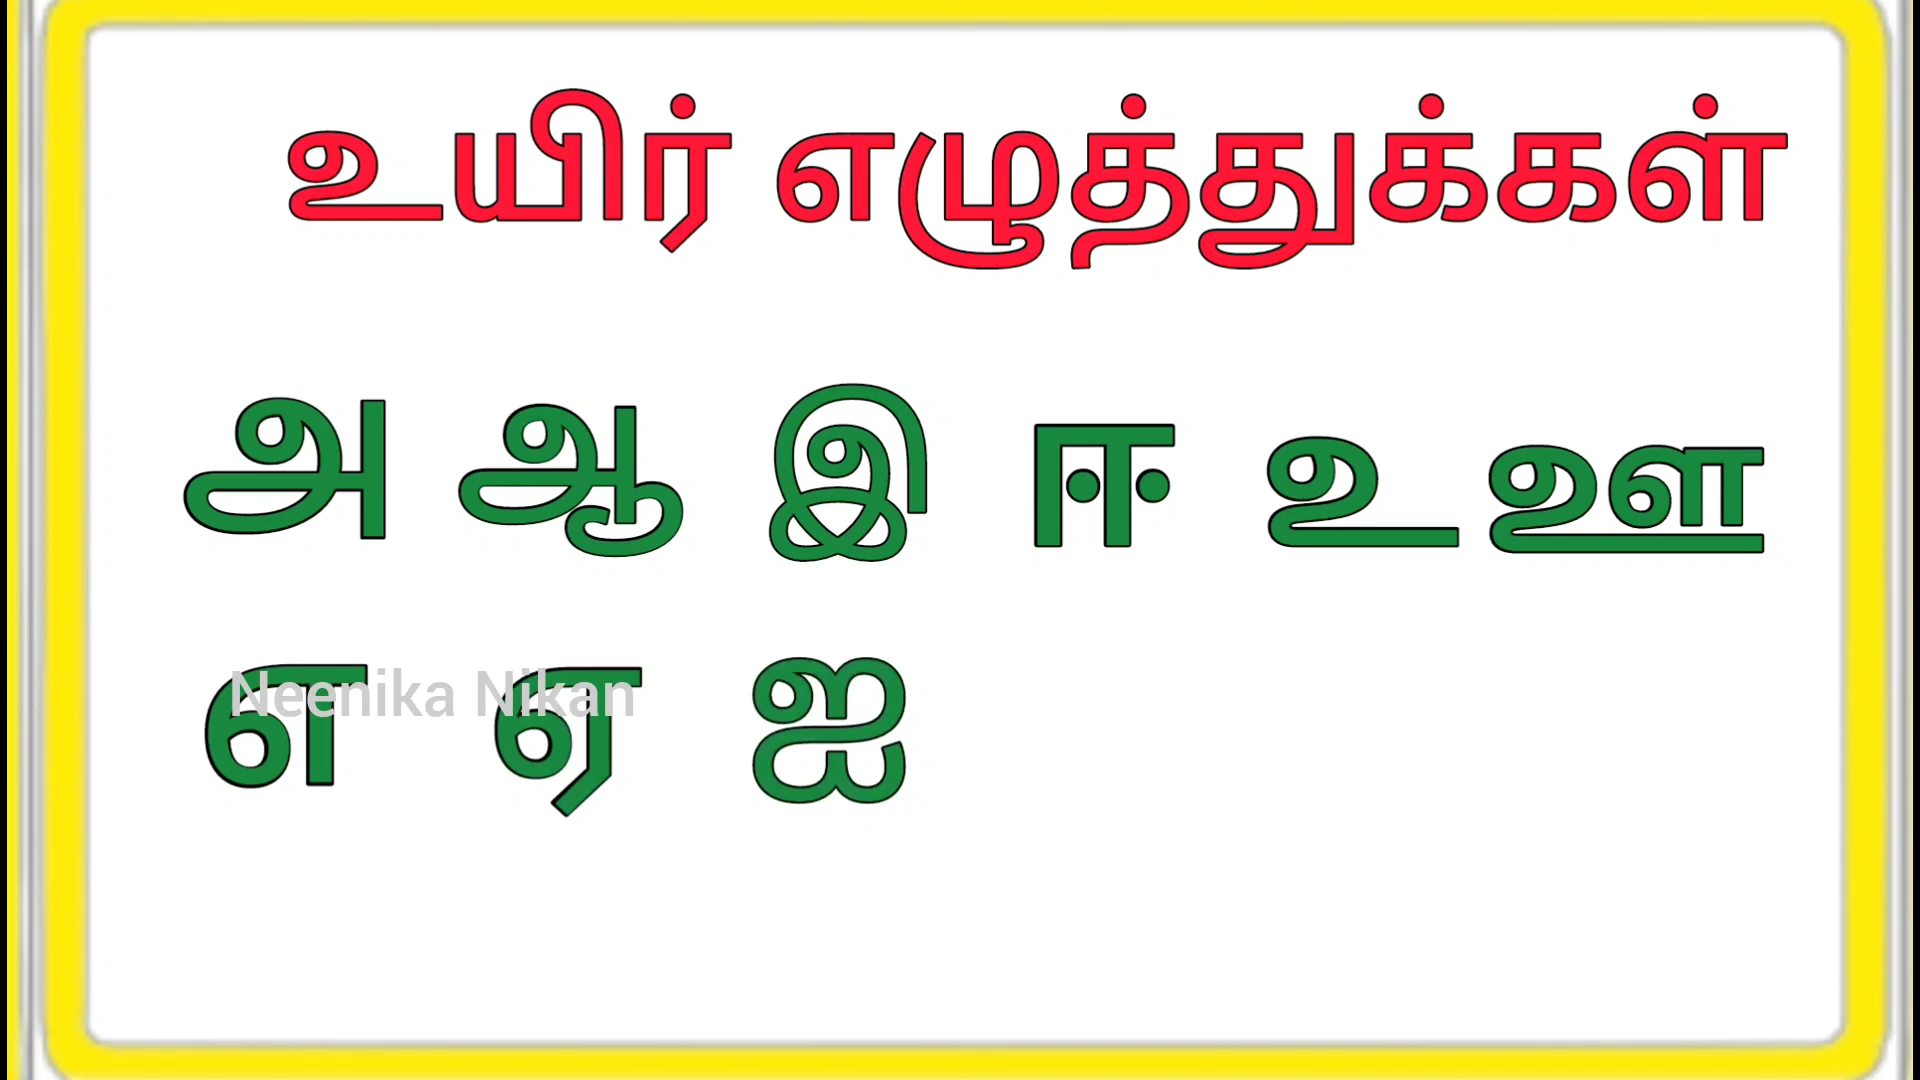 உயிர் எழுத்துக்கள்
அ ஆ இ ஈ உ ஊ
எ ஏ ஐ
Neenika Nikan